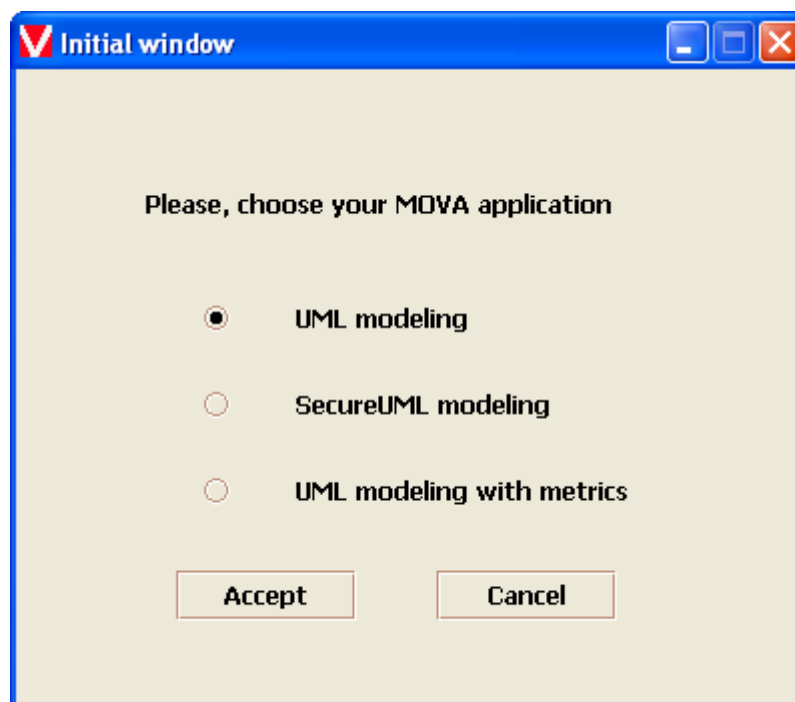 Initial window
Please, choose your MOVA application
UML modeling
SecureUML modeling
UML modeling with metrics
Accept
Cancel